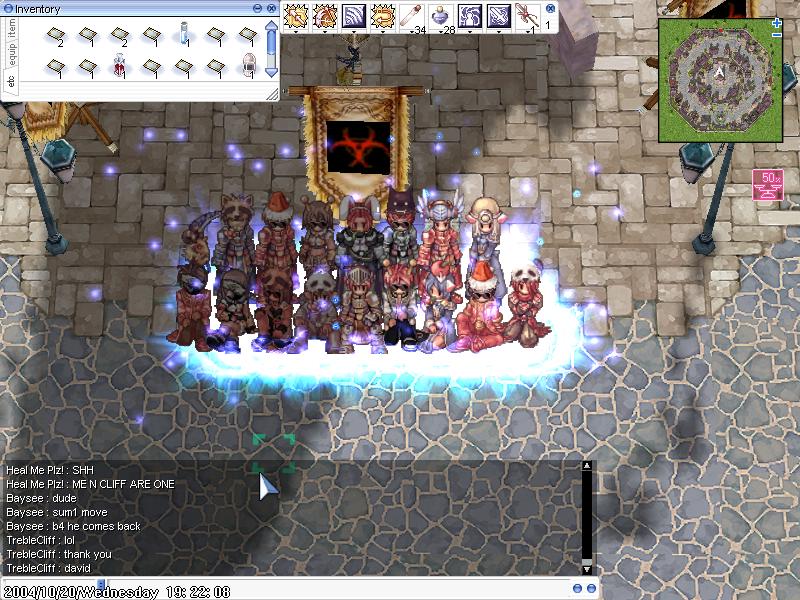 Inventory
item
equip
etc
2
2
34
28
1
1
50%
Heal Me Plz! : SHH
Heal Me Plz! : ME N CLIFF ARE ONE
Baysee : dude
Baysee : sum1 move
Baysee : b4 he comes back
TrebleCliff : lol
TrebleCliff : thank you
TrebleCliff : david
2004/10/20/Wednesday 19:22:08